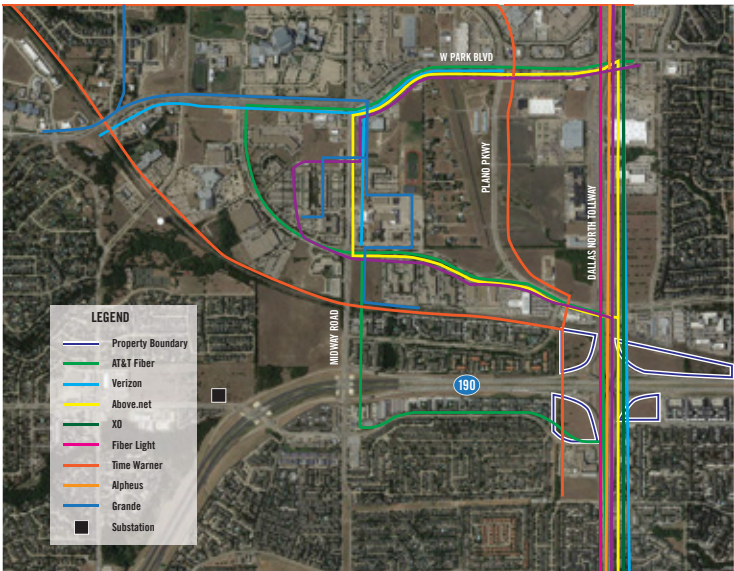 W PARK BLVD
PLANO PKWY
DALLAS NORTH TOLLWAY
MIDWAY ROAD
190
LEGEND
Property Boundary
AT&T Fiber
Verizon
Above.net
XO
Fiber Light
Time Warner
Alpheus
Grande
Substation